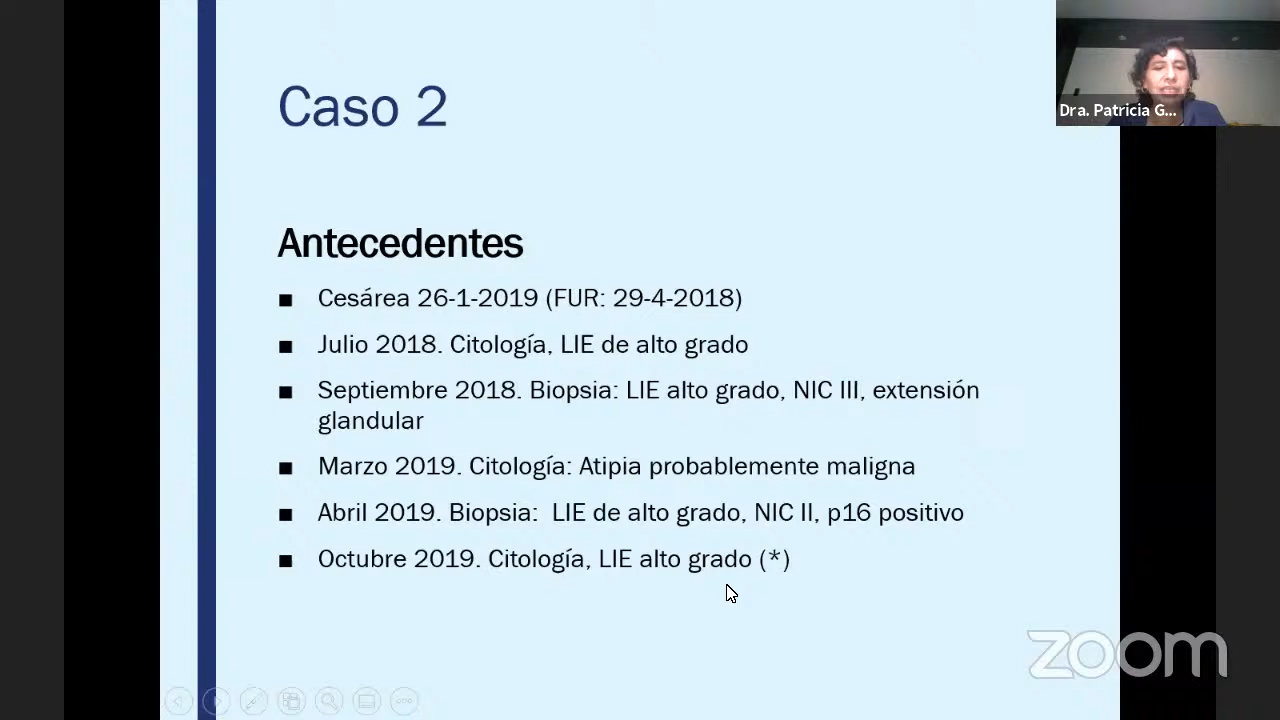 Caso 2
Dra. Patricia G...
Antecedentes
■ Cesárea 26-1-2019 (FUR: 29-4-2018)
■ Julio 2018. Citología, LIE de alto grado
■ Septiembre 2018. Biopsia: LIE alto grado, NIC III, extensión
glandular
■ Marzo 2019. Citología: Atipia probablemente maligna
■ Abril 2019. Biopsia: LIE de alto grado, NIC II, p16 positivo
■ Octubre 2019. Citología, LIE alto grado (*)
zoom